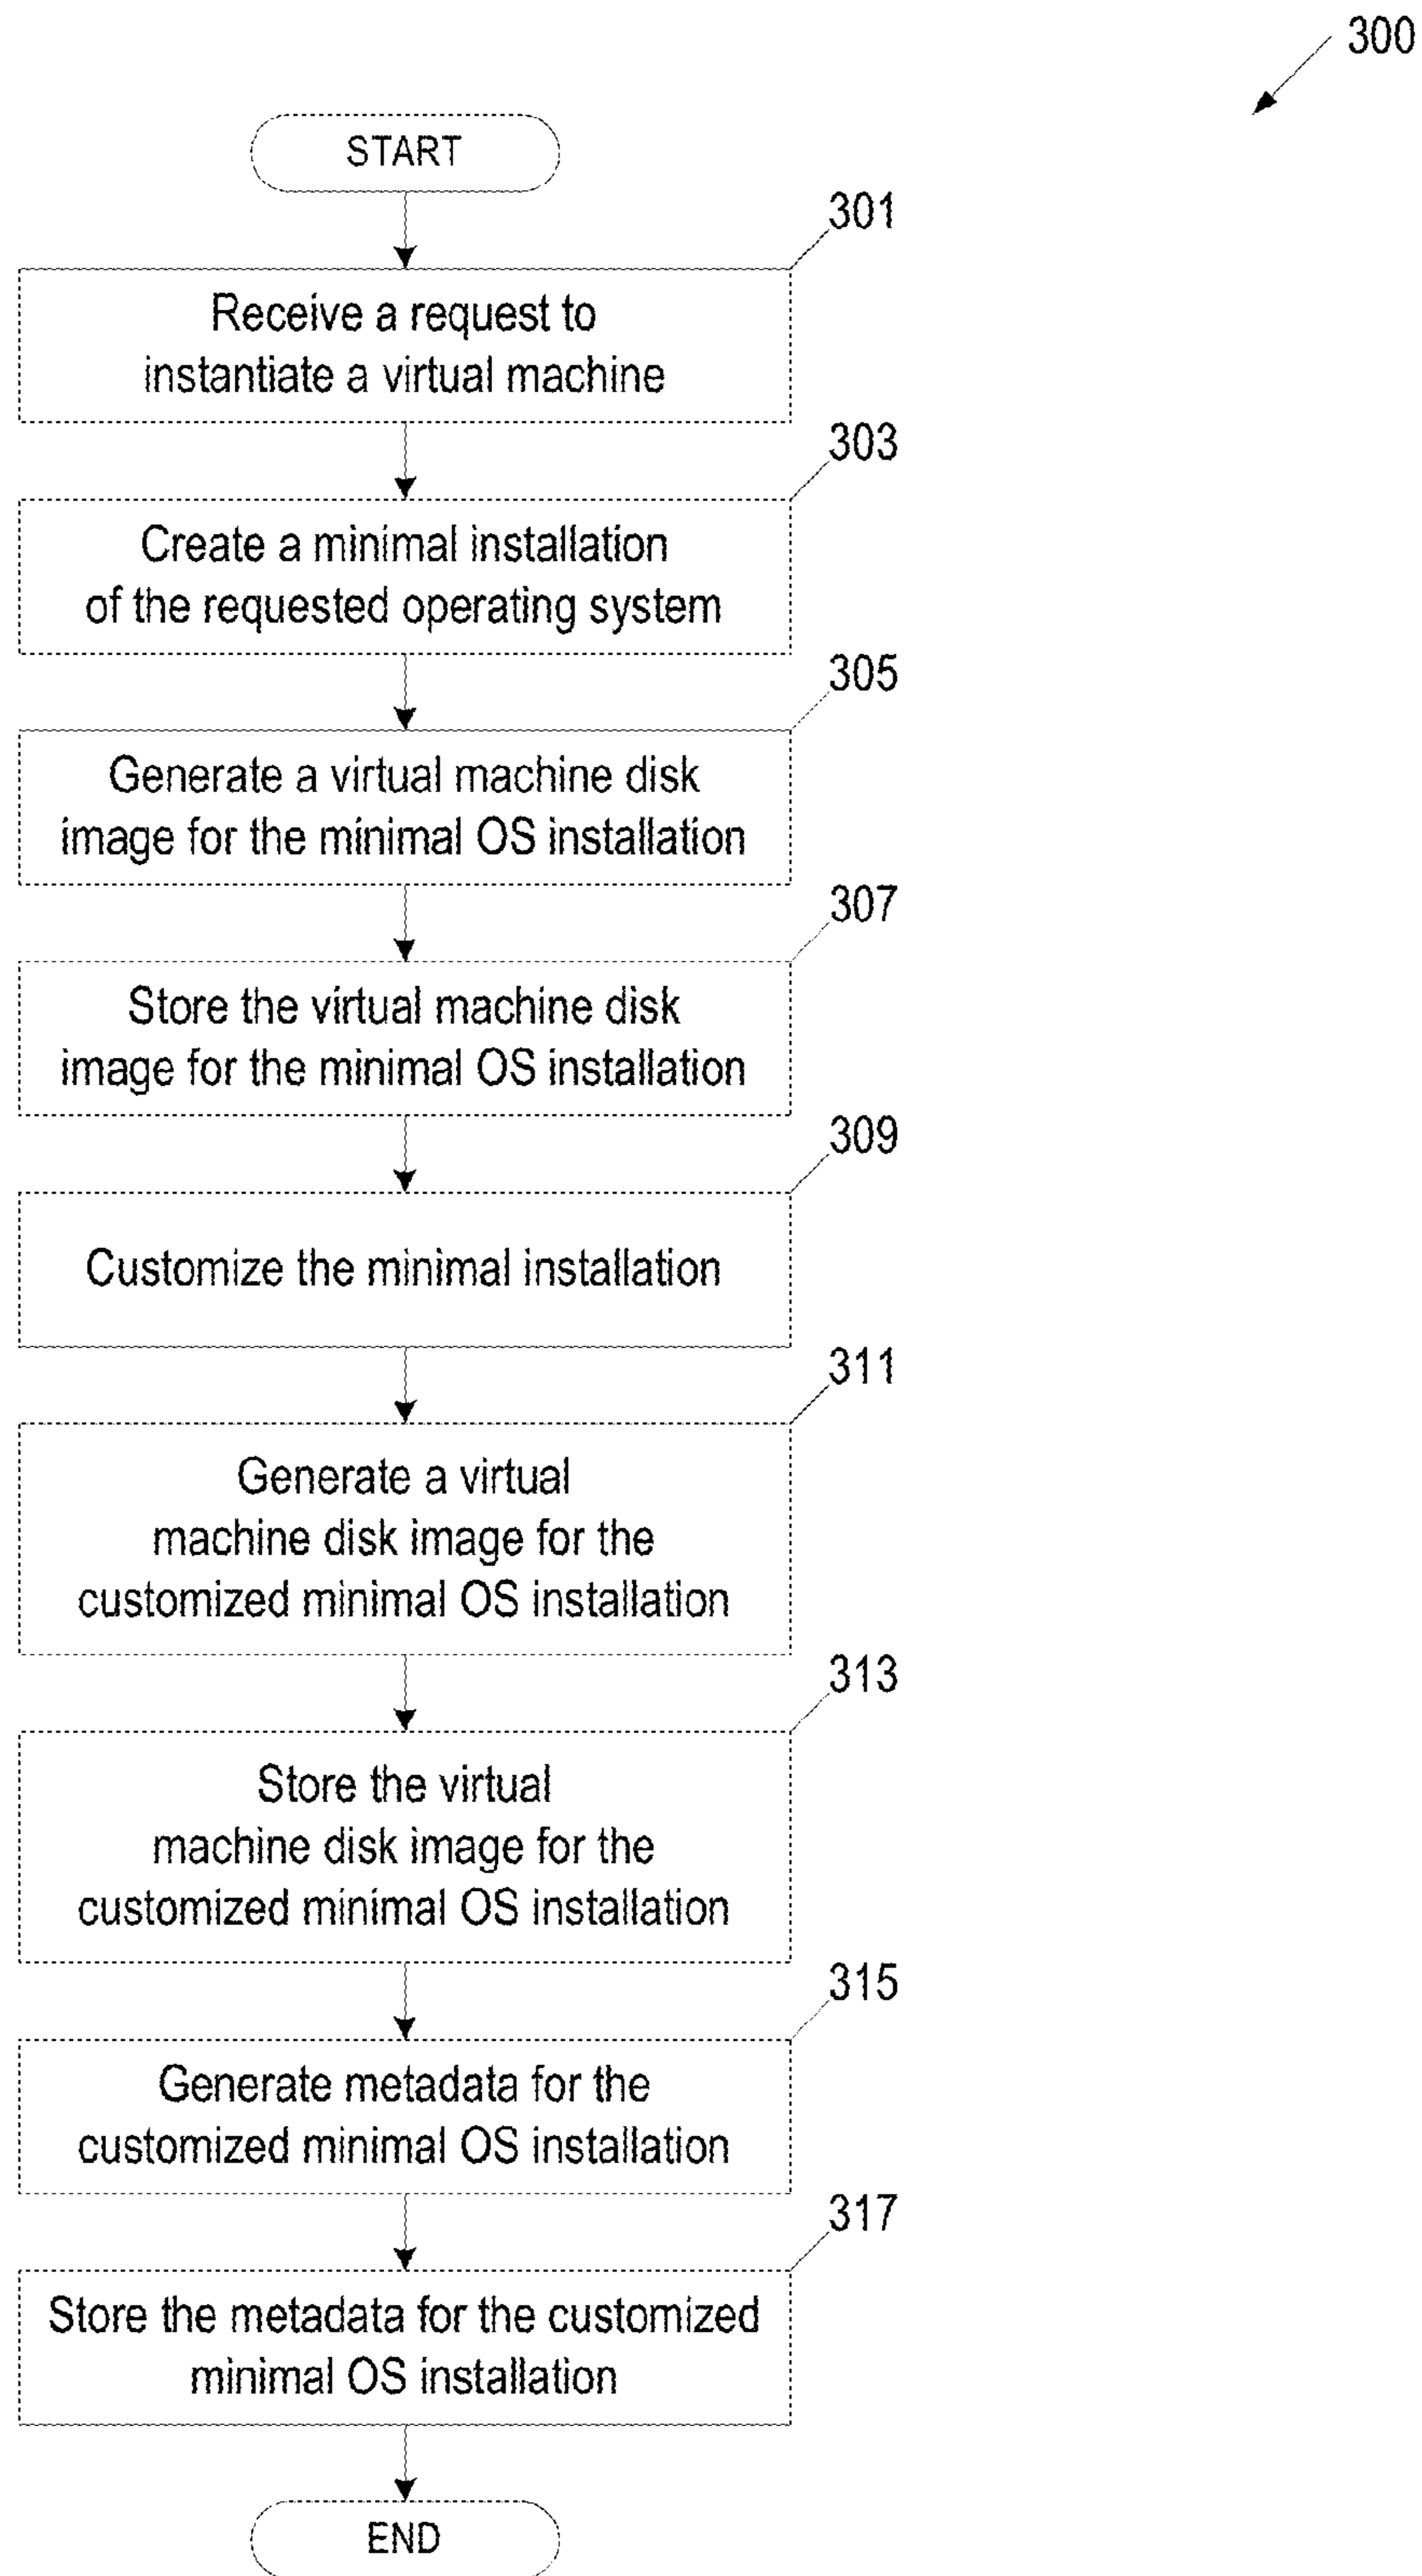 300
START
301
Receive a request to
instantiate a virtual machine
303
Create a minimal installation
of the requested operating system
305
Generate a virtual machine disk
image for the minimal OS installation
307
Store the virtual machine disk
image for the minimal OS installation
309
Customize the minimal installation
311
Generate a virtual
machine disk image for the
customized minimal OS installation
313
Store the virtual
machine disk image for the
customized minimal OS installation
315
Generate metadata for the
customized minimal OS installation
317
Store the metadata for the customized
minimal OS installation
END